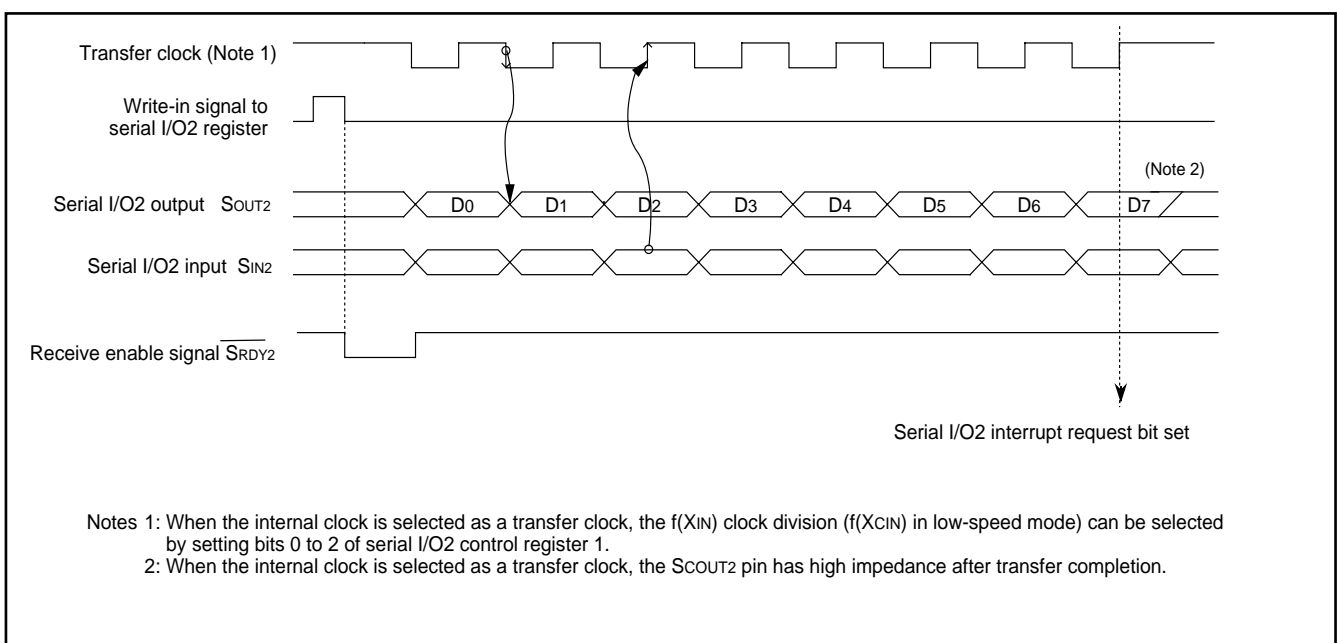 Transfer clock (Note 1)
Write-in signal to
serial I/O2 register
(Note 2)
Serial I/O2 output SOUT2
D0 D1 D2 D3 D4 D5 D6 D7
Serial I/O2 input SIN2
Receive enable signal SRDY2
Serial I/O2 interrupt request bit set
Notes 1: When the internal clock is selected as a transfer clock, the f(XIN) clock division (f(XCIN) in low-speed mode) can be selected
by setting bits 0 to 2 of serial I/O2 control register 1.
2: When the internal clock is selected as a transfer clock, the SCOUT2 pin has high impedance after transfer completion.